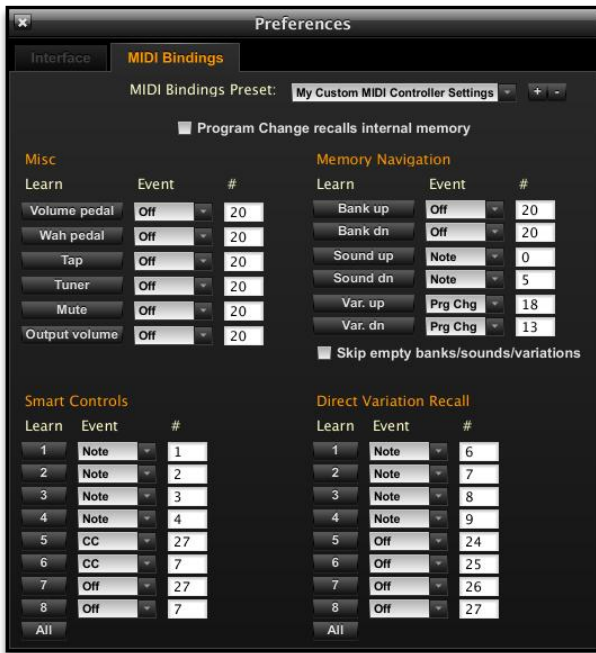 Preferences
Interface MIDI Bindings
MIDI Bindings Preset: My Custom MIDI Controller Settings + -
Program Change recalls internal memory
Misc
Learn Event #
Volume pedal Off 20
Wah pedal Off 20
Tap Off 20
Tuner Off 20
Mute Off 20
Output volume Off 20
Memory Navigation
Learn Event #
Bank up Off 20
Bank dn Off 20
Sound up Note 0
Sound dn Note 5
Var. up Prg Chg 18
Var. dn Prg Chg 13
Skip empty banks/sounds/variations
Smart Controls
Learn Event #
1 Note 1
2 Note 2
3 Note 3
4 Note 4
5 CC 27
6 CC 7
7 Off 27
8 Off 7
All
Direct Variation Recall
Learn Event #
1 Note 6
2 Note 7
3 Note 8
4 Note 9
5 Off 24
6 Off 25
7 Off 26
8 Off 27
All